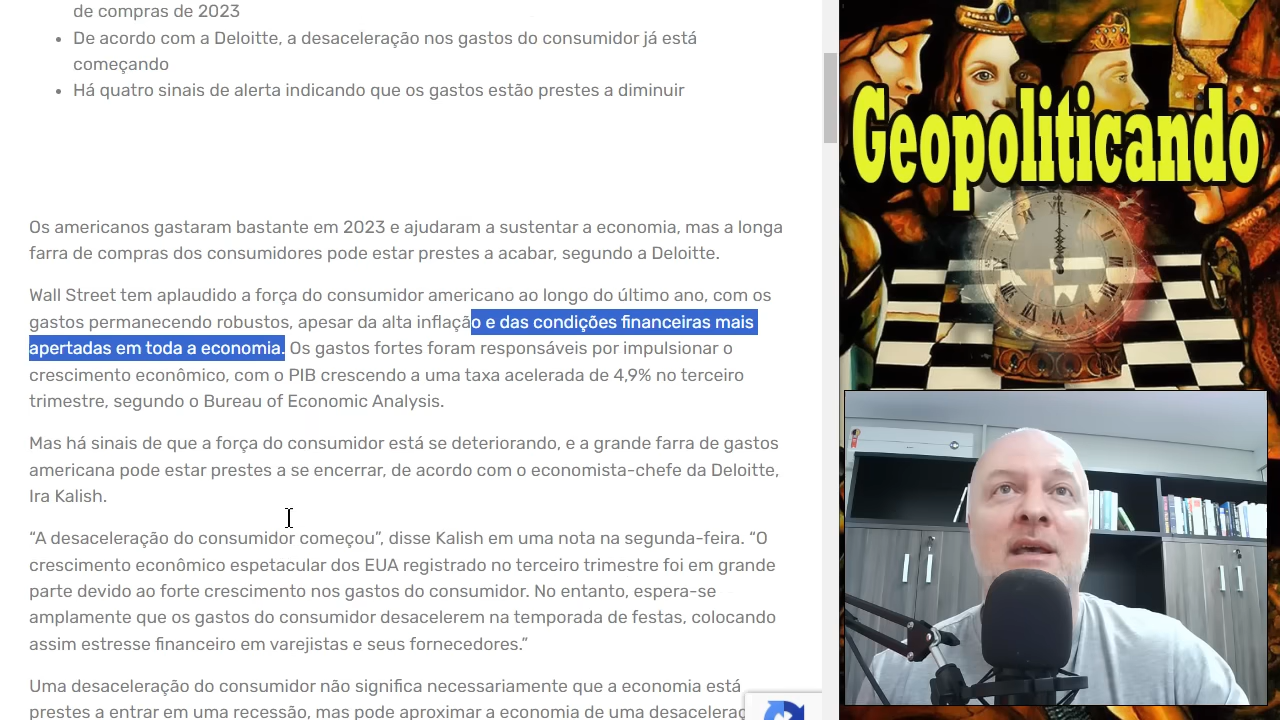 de compras de 2023
• De acordo com a Deloitte, a desaceleração nos gastos do consumidor já está
começando
• Há quatro sinais de alerta indicando que os gastos estão prestes a diminuir
Os americanos gastaram bastante em 2023 e ajudaram a sustentar a economia, mas a longa
farra de compras dos consumidores pode estar prestes a acabar, segundo a Deloitte.
Wall Street tem aplaudido a força do consumidor americano ao longo do último ano, com os
gastos permanecendo robustos, apesar da alta inflação e das condições financeiras mais
apertadas em toda a economia. Os gastos fortes foram responsáveis por impulsionar o
crescimento econômico, com o PIB crescendo a uma taxa acelerada de 4,9% no terceiro
trimestre, segundo o Bureau of Economic Analysis.
Mas há sinais de que a força do consumidor está se deteriorando, e a grande farra de gastos
americana pode estar prestes a se encerrar, de acordo com o economista-chefe da Deloitte,
Ira Kalish.
“A desaceleração do consumidor começou”, disse Kalish em uma nota na segunda-feira. “O
crescimento econômico espetacular dos EUA registrado no terceiro trimestre foi em grande
parte devido ao forte crescimento nos gastos do consumidor. No entanto, espera-se
amplamente que os gastos do consumidor desacelerem na temporada de festas, colocando
assim estresse financeiro em varejistas e seus fornecedores.”
Uma desaceleração do consumidor não significa necessariamente que a economia está
prestes a entrar em uma recessão, mas aproximar a economia de uma
Geopoliticando